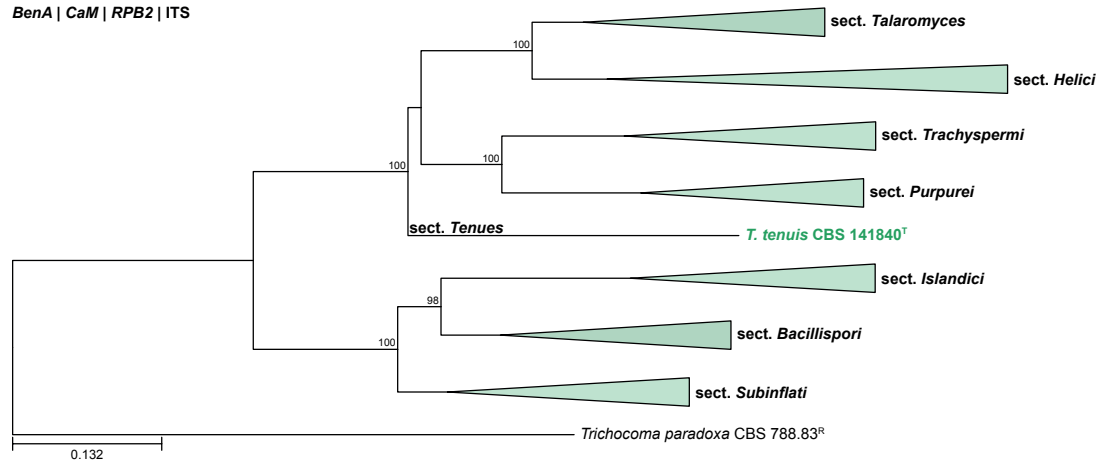 BenA | CaM | RPB2 | ITS
sect. Talaromyces
100
sect. Helici
sect. Trachyspermi
100
100
sect. Purpurei
sect. Tenues
T. tenuis CBS 141840ᵀ
sect. Islandici
98
sect. Bacillispori
100
sect. Subinflati
Trichocoma paradoxa CBS 788.83ᴿ
0.132